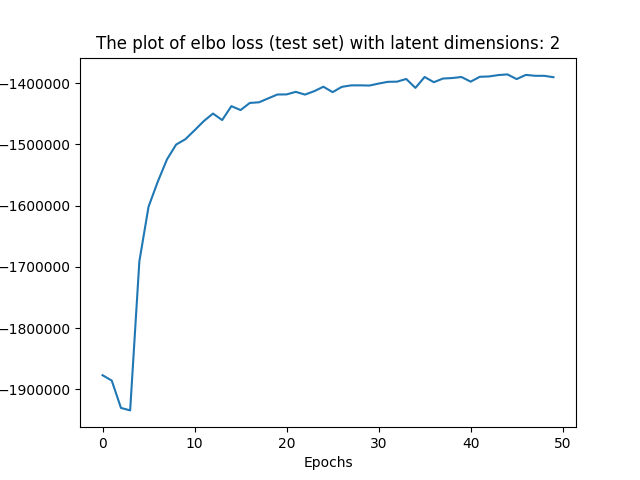 The plot of elbo loss (test set) with latent dimensions: 2
−1400000
−1500000
−1600000
−1700000
−1800000
−1900000
0 10 20 30 40 50
Epochs